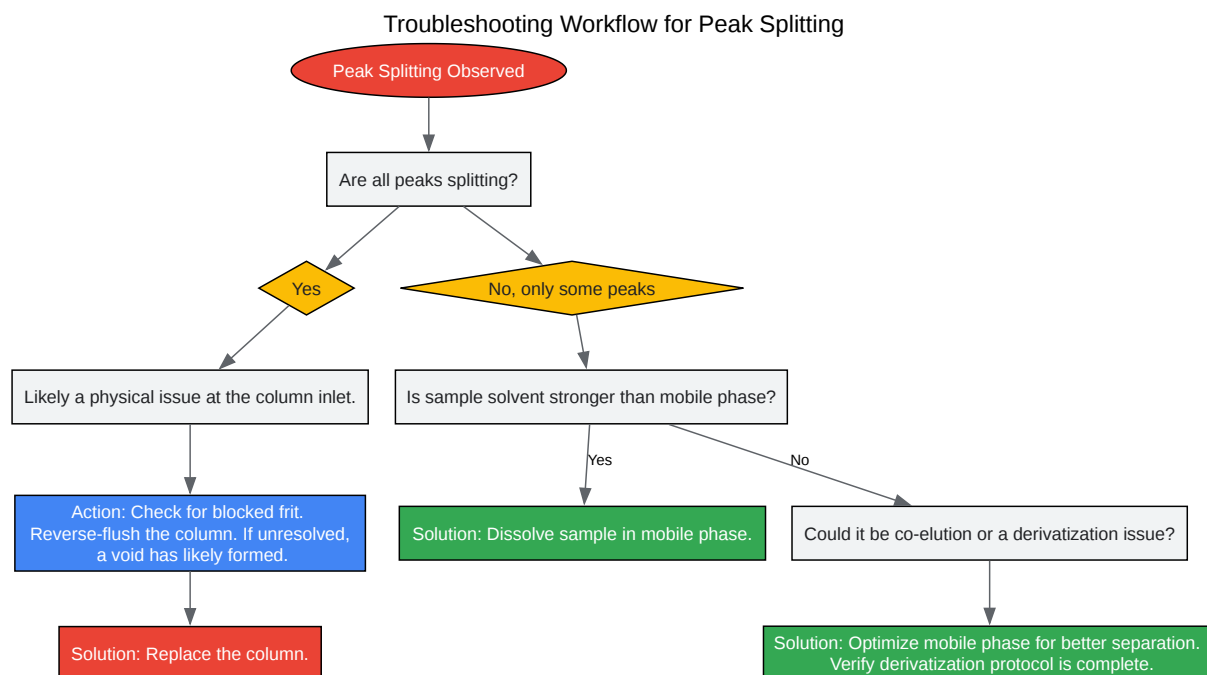 Troubleshooting Workflow for Peak Splitting
Peak Splitting Observed
Are all peaks splitting?
Yes
No, only some peaks
Likely a physical issue at the column inlet.
Is sample solvent stronger than mobile phase?
Yes
No
Action: Check for blocked frit.
Reverse-flush the column. If unresolved,
a void has likely formed.
Solution: Dissolve sample in mobile phase.
Could it be co-elution or a derivatization issue?
Solution: Replace the column.
Solution: Optimize mobile phase for better separation.
Verify derivatization protocol is complete.